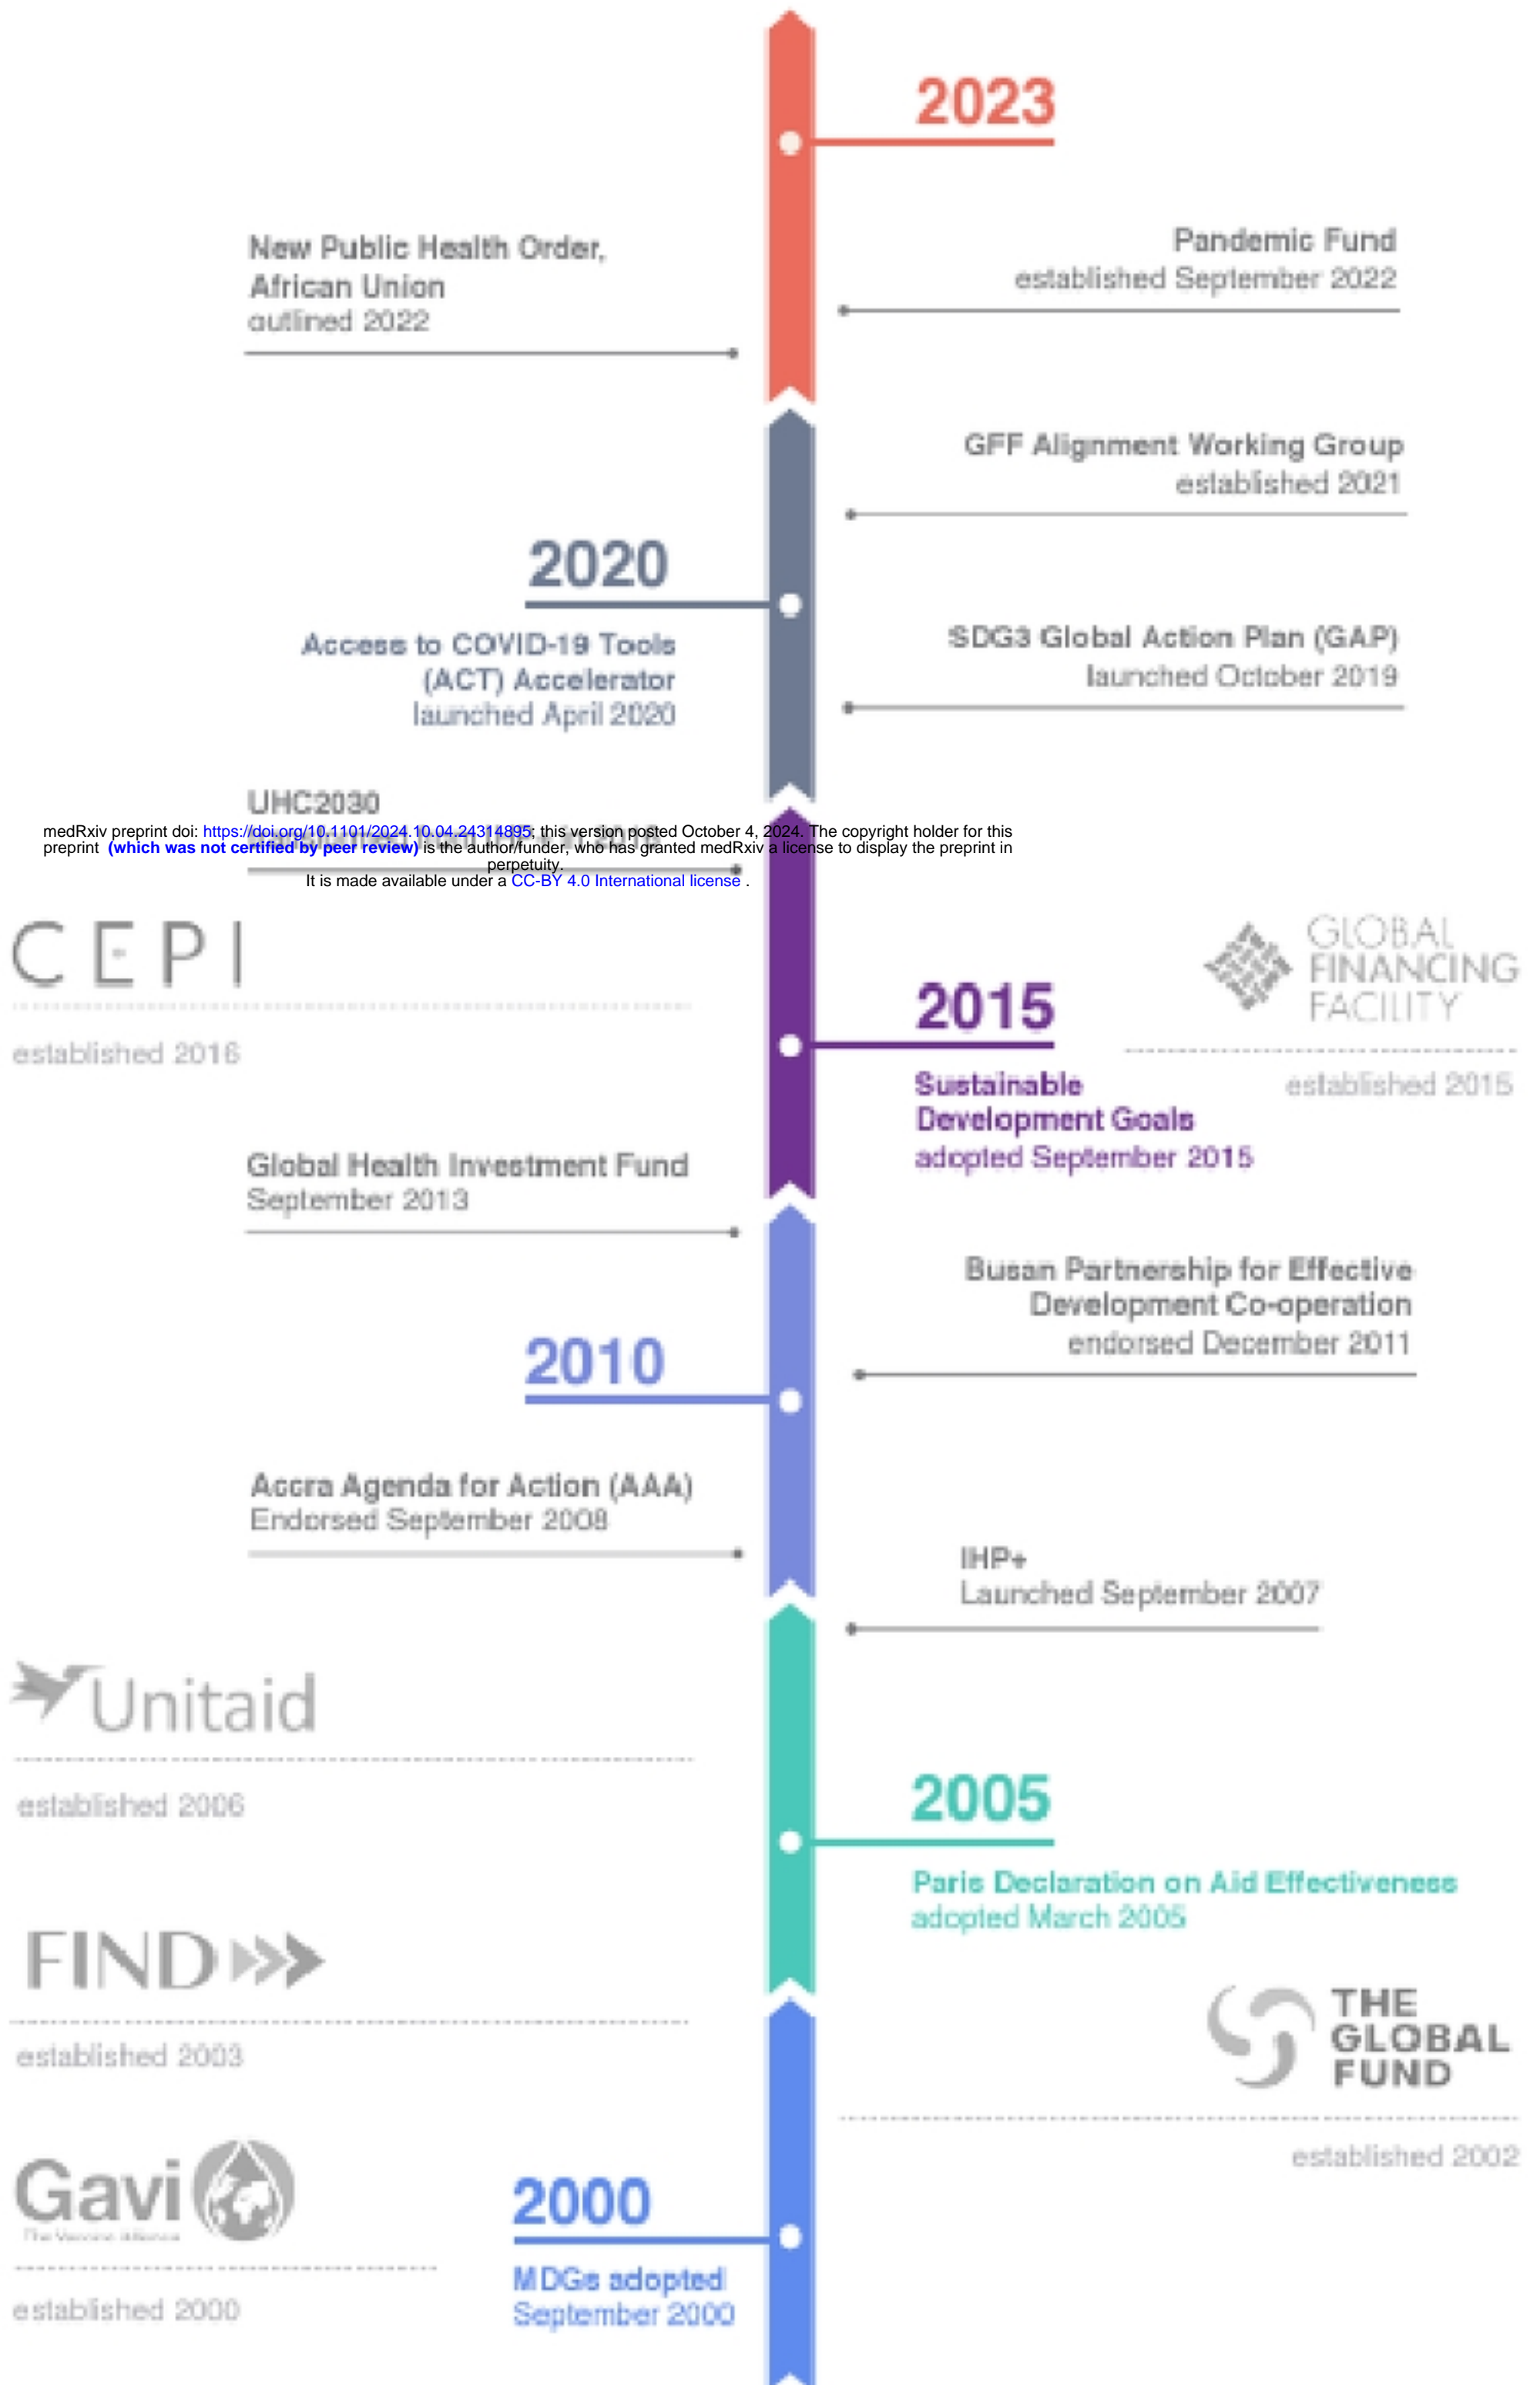 2023
New Public Health Order,
African Union
outlined 2022
Pandemic Fund
established September 2022
GFF Alignment Working Group
established 2021
2020
Access to COVID-19 Tools
(ACT) Accelerator
launched April 2020
SDG3 Global Action Plan (GAP)
launched October 2019
UHC2030
medRxiv preprint doi: https://doi.org/10.1101/2024.10.04.24314895; this version posted October 4, 2024. The copyright holder for this
preprint (which was not certified by peer review) is the author/funder, who has granted medRxiv a license to display the preprint in
perpetuity.
It is made available under a CC-BY 4.0 International license .
CEPI
established 2016
GLOBAL
FINANCING
FACILITY
established 2015
2015
Sustainable
Development Goals
adopted September 2015
Global Health Investment Fund
September 2013
Busan Partnership for Effective
Development Co-operation
endorsed December 2011
2010
Accra Agenda for Action (AAA)
Endorsed September 2008
IHP+
Launched September 2007
Unitaid
established 2006
2005
Paris Declaration on Aid Effectiveness
adopted March 2005
FIND
established 2003
THE
GLOBAL
FUND
established 2002
Gavi
The Vaccine Alliance
established 2000
2000
MDGs adopted
September 2000